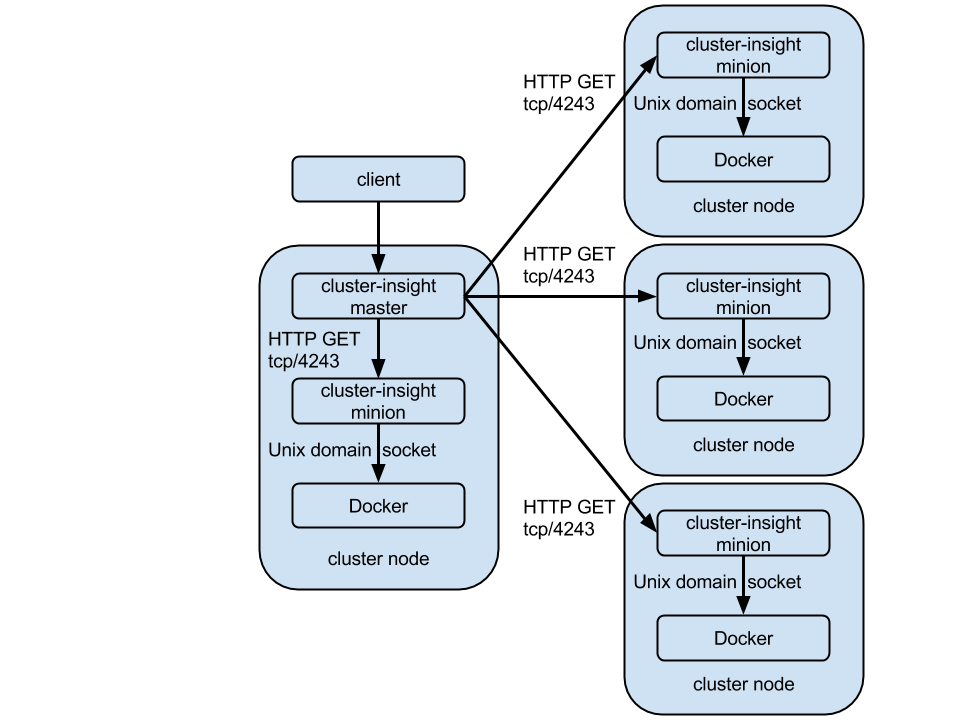 client
cluster-insight
master
HTTP GET
tcp/4243
cluster-insight
minion
Unix domain socket
Docker
cluster node
HTTP GET
tcp/4243
cluster-insight
minion
Unix domain socket
Docker
cluster node
HTTP GET
tcp/4243
cluster-insight
minion
Unix domain socket
Docker
cluster node
HTTP GET
tcp/4243
cluster-insight
minion
Unix domain socket
Docker
cluster node